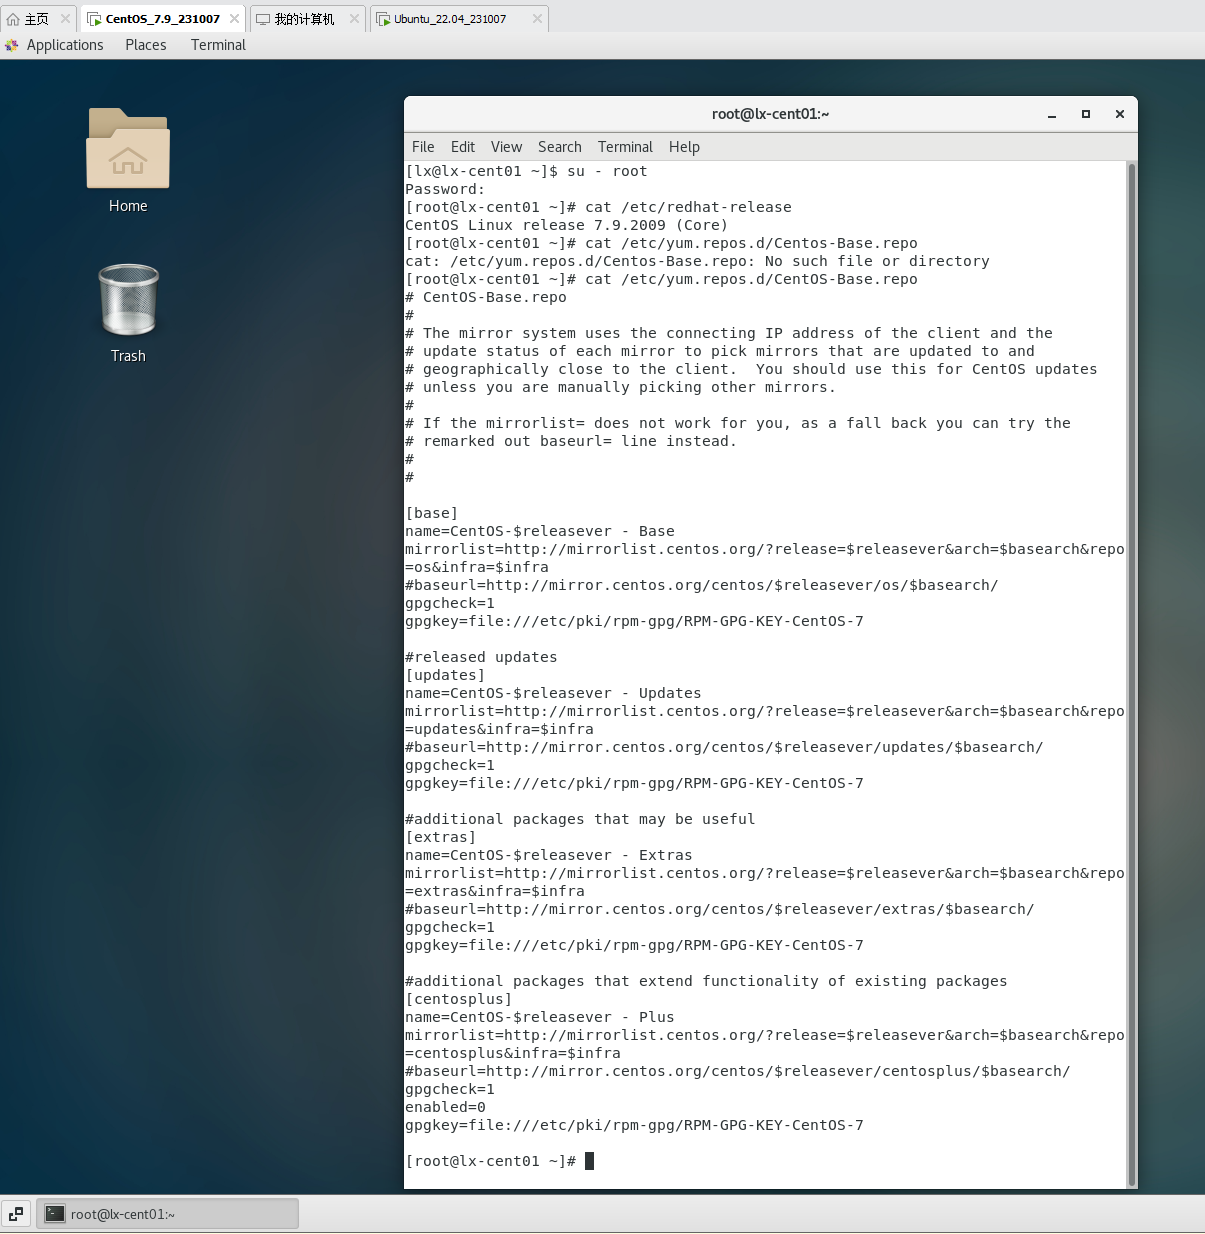 主页
CentOS_7.9_231007
我的计算机
Ubuntu_22.04_231007
Applications Places Terminal
Home
Trash
root@lx-cent01:~
File Edit View Search Terminal Help
[lx@lx-cent01 ~]$ su - root
Password:
[root@lx-cent01 ~]# cat /etc/redhat-release
CentOS Linux release 7.9.2009 (Core)
[root@lx-cent01 ~]# cat /etc/yum.repos.d/Centos-Base.repo
cat: /etc/yum.repos.d/Centos-Base.repo: No such file or directory
[root@lx-cent01 ~]# cat /etc/yum.repos.d/CentOS-Base.repo
# CentOS-Base.repo
#
# The mirror system uses the connecting IP address of the client and the
# update status of each mirror to pick mirrors that are updated to and
# geographically close to the client.  You should use this for CentOS updates
# unless you are manually picking other mirrors.
#
# If the mirrorlist= does not work for you, as a fall back you can try the
# remarked out baseurl= line instead.
#
#
[base]
name=CentOS-$releasever - Base
mirrorlist=http://mirrorlist.centos.org/?release=$releasever&arch=$basearch&repo
=os&infra=$infra
#baseurl=http://mirror.centos.org/centos/$releasever/os/$basearch/
gpgcheck=1
gpgkey=file:///etc/pki/rpm-gpg/RPM-GPG-KEY-CentOS-7
#released updates
[updates]
name=CentOS-$releasever - Updates
mirrorlist=http://mirrorlist.centos.org/?release=$releasever&arch=$basearch&repo
=updates&infra=$infra
#baseurl=http://mirror.centos.org/centos/$releasever/updates/$basearch/
gpgcheck=1
gpgkey=file:///etc/pki/rpm-gpg/RPM-GPG-KEY-CentOS-7
#additional packages that may be useful
[extras]
name=CentOS-$releasever - Extras
mirrorlist=http://mirrorlist.centos.org/?release=$releasever&arch=$basearch&repo
=extras&infra=$infra
#baseurl=http://mirror.centos.org/centos/$releasever/extras/$basearch/
gpgcheck=1
gpgkey=file:///etc/pki/rpm-gpg/RPM-GPG-KEY-CentOS-7
#additional packages that extend functionality of existing packages
[centosplus]
name=CentOS-$releasever - Plus
mirrorlist=http://mirrorlist.centos.org/?release=$releasever&arch=$basearch&repo
=centosplus&infra=$infra
#baseurl=http://mirror.centos.org/centos/$releasever/centosplus/$basearch/
gpgcheck=1
enabled=0
gpgkey=file:///etc/pki/rpm-gpg/RPM-GPG-KEY-CentOS-7
[root@lx-cent01 ~]#
root@lx-cent01:~